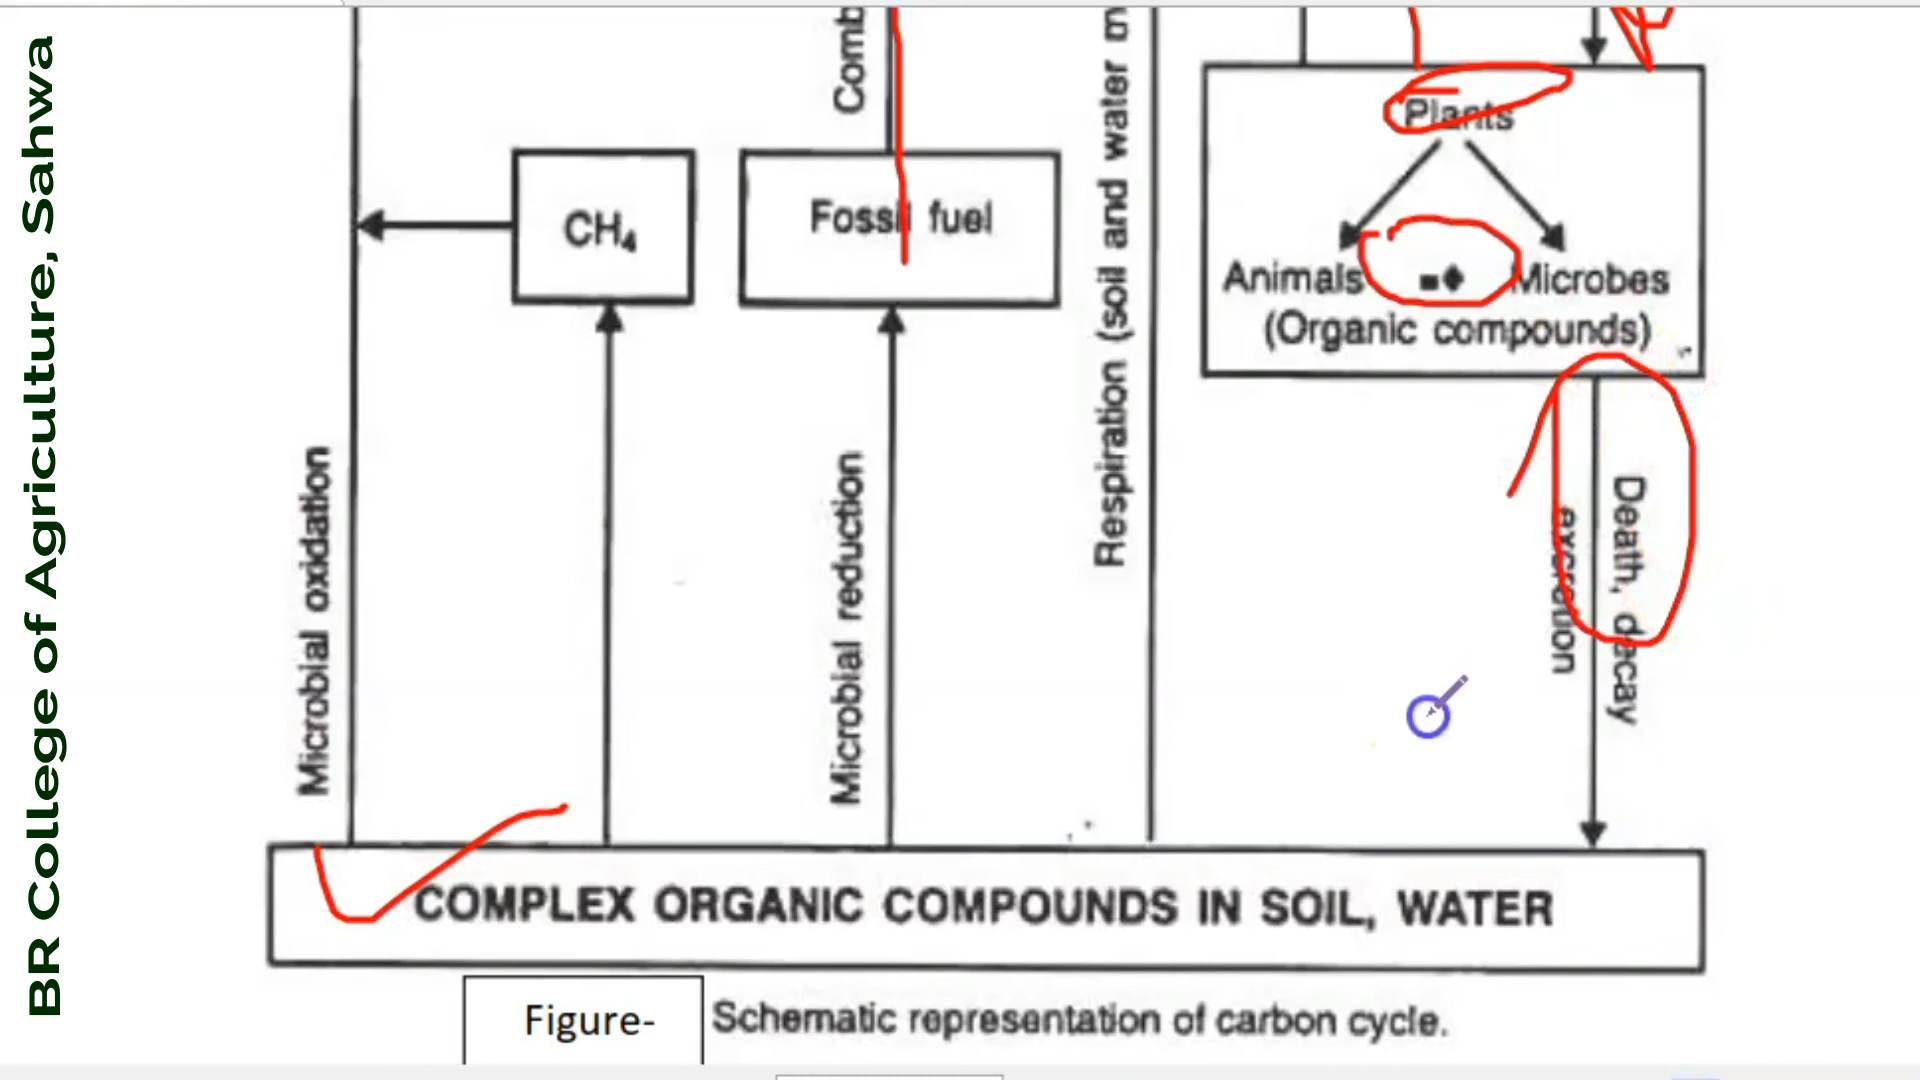 BR College of Agriculture, Sahwa
Comb
Respiration (soil and water
Plants
CH₄
Fossil fuel
Animals
Microbes
(Organic compounds)
Microbial oxidation
Microbial reduction
Death, decay
excretion
COMPLEX ORGANIC COMPOUNDS IN SOIL, WATER
Figure-
Schematic representation of carbon cycle.